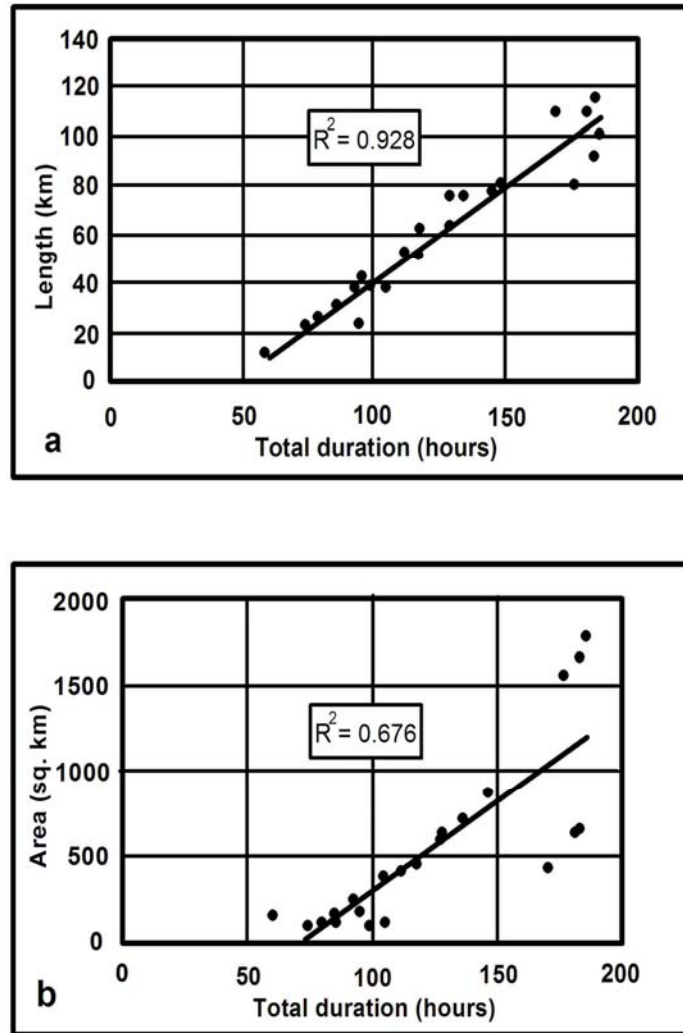 140
120
100
80
60
40
20
0
Length (km)
R² = 0.928
0 50 100 150 200
Total duration (hours)
a
2000
1500
1000
500
0
Area (sq. km)
R² = 0.676
0 50 100 150 200
Total duration (hours)
b